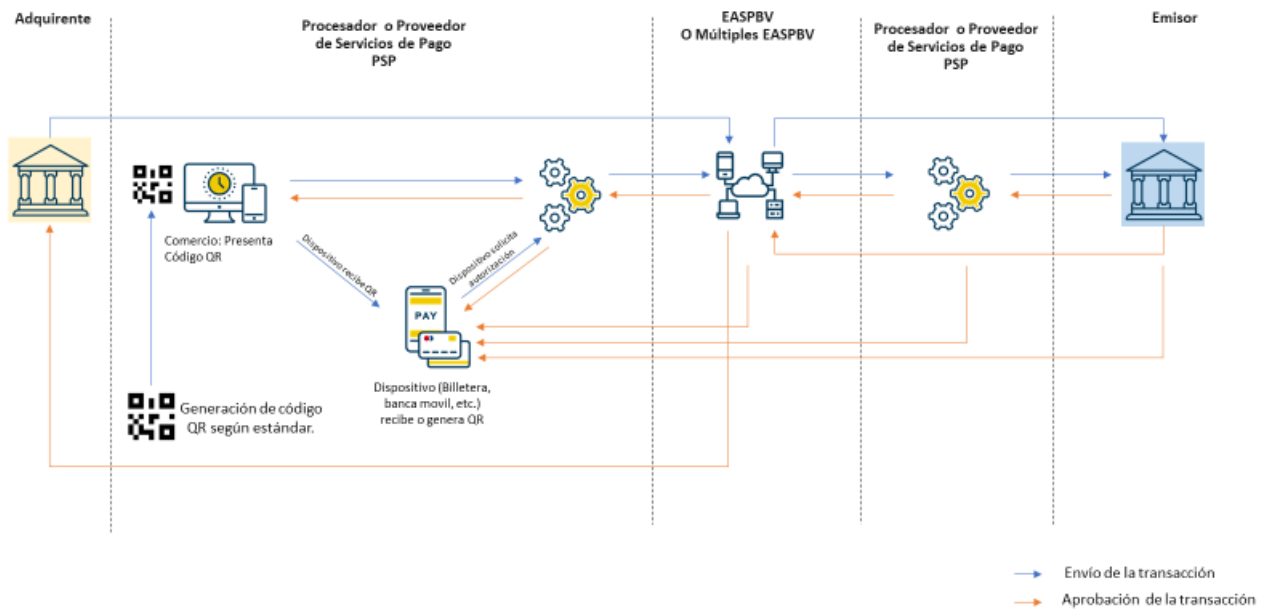 Adquirente
Procesador o Proveedor
de Servicios de Pago
PSP
EASPBV
O Múltiples EASPBV
Procesador o Proveedor
de Servicios de Pago
PSP
Emisor
Comercio: Presenta
Código QR
Dispositivo recibe QR
Dispositivo solicita
autorización
PAY
Dispositivo (Billetera,
banca movil, etc.)
recibe o genera QR
Generación de código
QR según estándar.
Envío de la transacción
Aprobación de la transacción